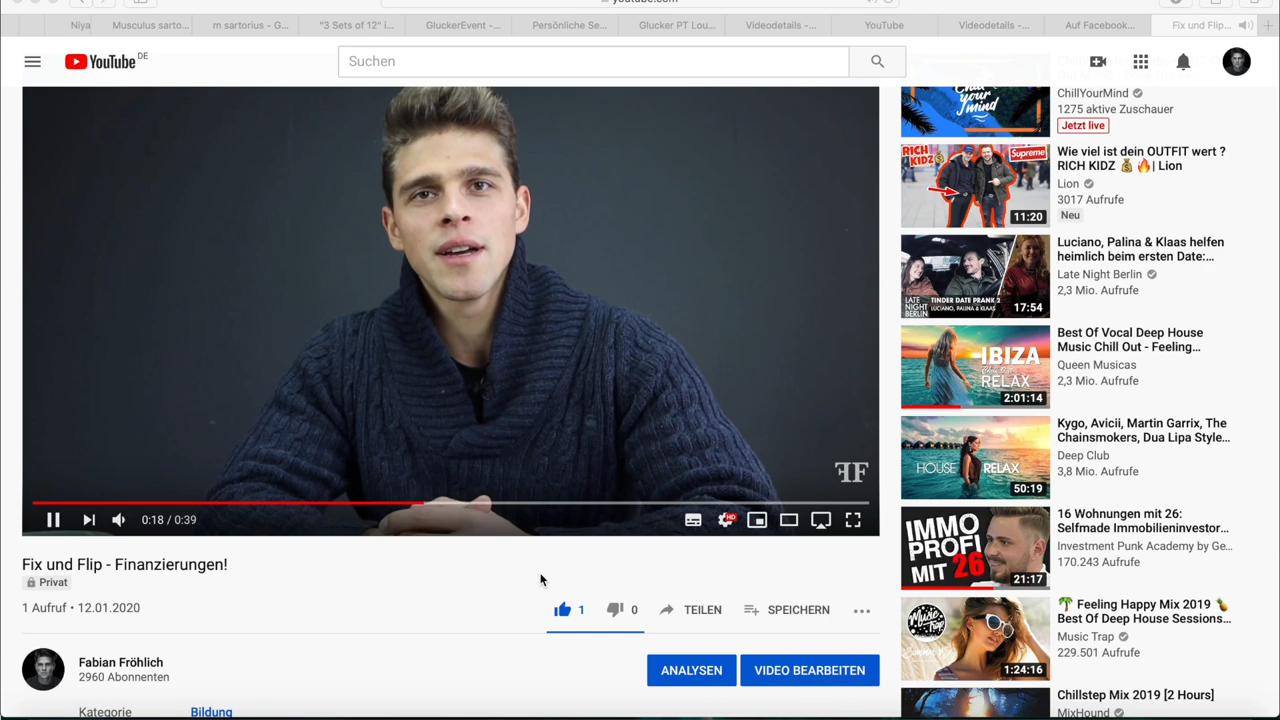 Niya
Musculus sarto...
m sartorius - G...
"3 Sets of 12" i...
GluckerEvent -...
Persönliche Se...
Glucker PT Lou...
Videodetails -...
YouTube
Videodetails -...
Auf Facebook...
Fix und Flip...
YouTube DE
Suchen
Chill your mind
ChillYourMind
1275 aktive Zuschauer
Jetzt live
RICH KIDZ
Supreme
11:20
Wie viel ist dein OUTFIT wert ?
RICH KIDZ 💰 🔥| Lion
Lion
3017 Aufrufe
Neu
LATE NIGHT BERLIN
TINDER DATE PRANK 2
LUCIANO, PALINA & KLAAS
17:54
Luciano, Palina & Klaas helfen
heimlich beim ersten Date:...
Late Night Berlin
2,3 Mio. Aufrufe
IBIZA
RELAX
2:01:14
Best Of Vocal Deep House
Music Chill Out - Feeling...
Queen Musicas
2,3 Mio. Aufrufe
HOUSE RELAX
50:19
Kygo, Avicii, Martin Garrix, The
Chainsmokers, Dua Lipa Style...
Deep Club
3,8 Mio. Aufrufe
IMMO
PROFI
MIT 26
21:17
16 Wohnungen mit 26:
Selfmade Immobilieninvestor...
Investment Punk Academy by Ge...
170.243 Aufrufe
Music Trap
1:24:16
🌴 Feeling Happy Mix 2019 🍍
Best Of Deep House Sessions...
Music Trap
229.501 Aufrufe
Chillstep Mix 2019 [2 Hours]
MixHound
FF
0:18 / 0:39
HD
Fix und Flip - Finanzierungen!
Privat
1 Aufruf • 12.01.2020
1
0
TEILEN
SPEICHERN
Fabian Fröhlich
2960 Abonnenten
ANALYSEN
VIDEO BEARBEITEN
Kategorie
Bildung